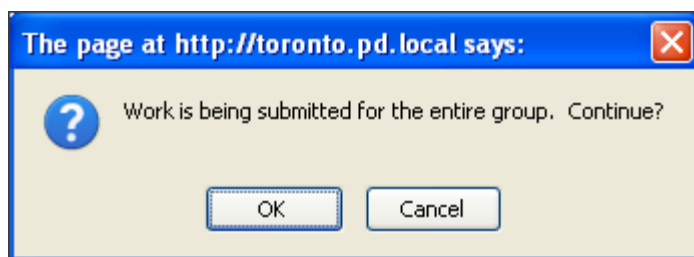 The page at http://toronto.pd.local says:
Work is being submitted for the entire group.  Continue?
OK
Cancel